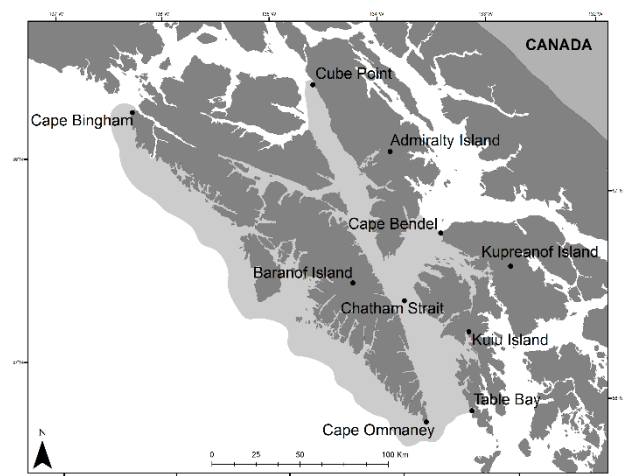 CANADA
Cube Point
Cape Bingham
Admiralty Island
Cape Bendel
Kupreanof Island
Baranof Island
Chatham Strait
Kuiu Island
Table Bay
Cape Ommaney
N
0 25 50 100 Km